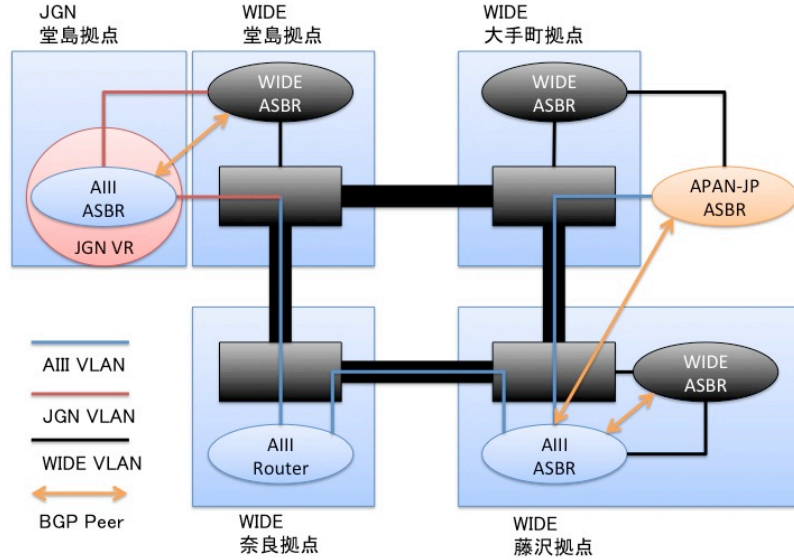 JGN
堂島拠点
WIDE
堂島拠点
WIDE
大手町拠点
WIDE
ASBR
WIDE
ASBR
AIII
ASBR
JGN VR
APAN-JP
ASBR
AIII VLAN
JGN VLAN
WIDE VLAN
BGP Peer
WIDE
ASBR
AIII
Router
AIII
ASBR
WIDE
奈良拠点
WIDE
藤沢拠点